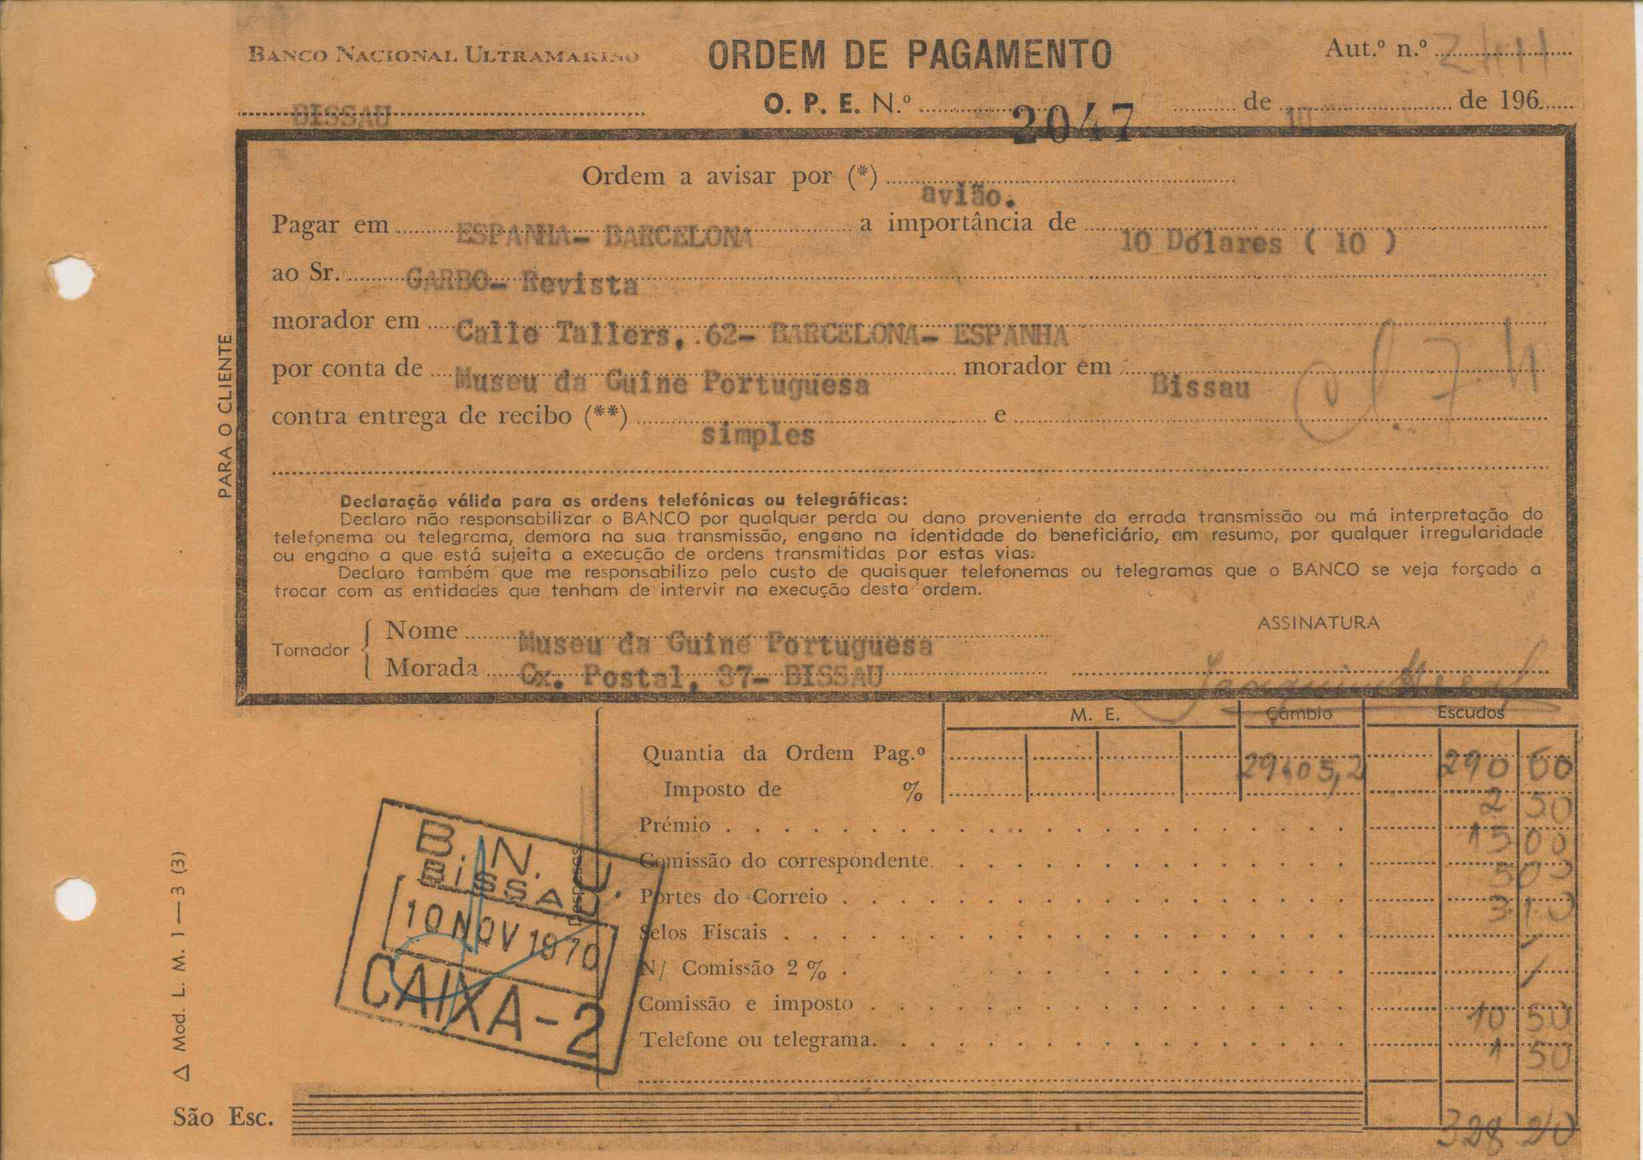 BANCO NACIONAL ULTRAMARINO
ORDEM DE PAGAMENTO
Aut.º n.º
BISSAU
O. P. E. N.º 2047
de 10 de 196
Ordem a avisar por (*) avião.
Pagar em ESPANHA- BARCELONA a importância de 10 Dólares ( 10 )
ao Sr. GARBO- Revista
morador em Calle Tallers, 62- BARCELONA- ESPANHA
por conta de Museu da Guiné Portuguesa morador em Bissau
contra entrega de recibo (**) simples e
PARA O CLIENTE
Declaração válida para as ordens telefónicas ou telegráficas:
Declaro não responsabilizar o BANCO por qualquer perda ou dano proveniente da errada transmissão ou má interpretação do
telefonema ou telegrama, demora na sua transmissão, engano na identidade do beneficiário, em resumo, por qualquer irregularidade
ou engano a que está sujeita a execução de ordens transmitidas por estas vias.
Declaro também que me responsabilizo pelo custo de quaisquer telefonemas ou telegramas que o BANCO se veja forçado a
trocar com as entidades que tenham de intervir na execução desta ordem.
ASSINATURA
Tomador
Nome Museu da Guiné Portuguesa
Morada Cx. Postal, 37- BISSAU
M. E. Câmbio Escudos
Quantia da Ordem Pag.º 290 60
Imposto de % 2 50
Prémio 15 00
Comissão do correspondente
Portes do Correio
Selos Fiscais
N/ Comissão 2 %
Comissão e imposto 10 50
Telefone ou telegrama. 1 50
Despesas
B. N. U.
BISSAU
10 NOV 1970
CAIXA-2
Mod. L. M. 1—3 (3)
São Esc. 328 20